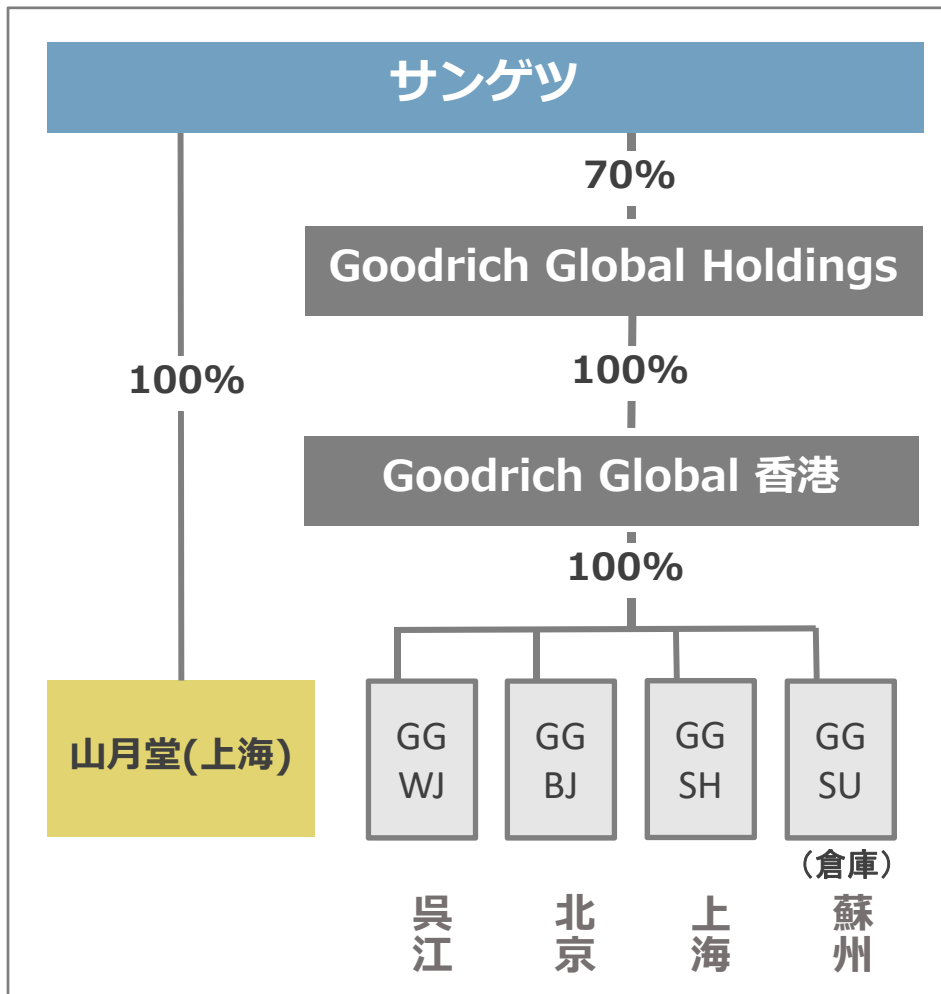 サンゲツ
70%
Goodrich Global Holdings
100%
100%
Goodrich Global 香港
100%
山月堂(上海)
GG
WJ
GG
BJ
GG
SH
GG
SU
（倉庫）
呉江
北京
上海
蘇州